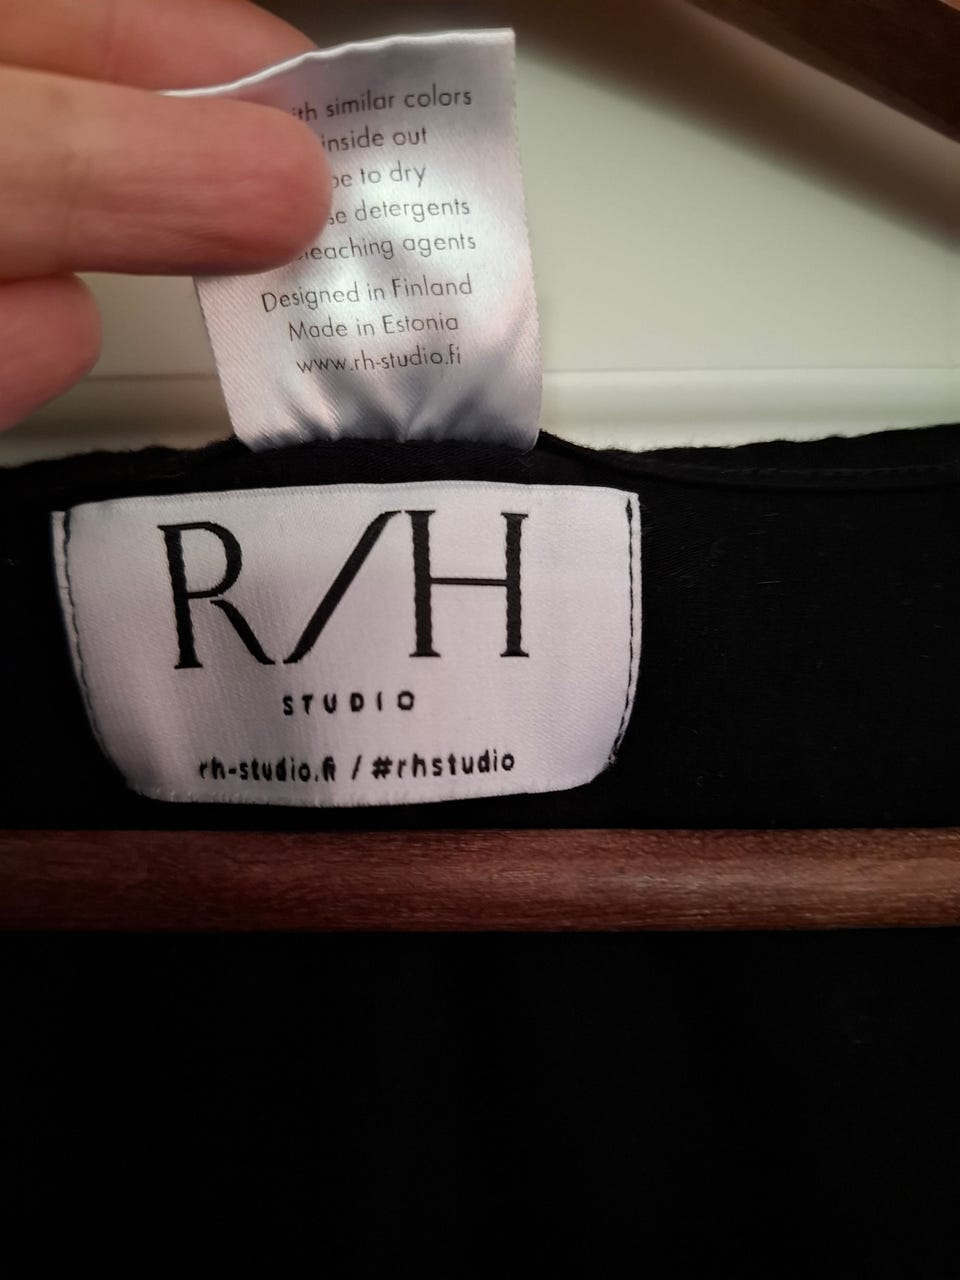 similar colors
inside out
to dry
detergents
agents
Designed in Finland
Made in Estonia
www.rh-studio.fi
R/H
STUDIO
rh-studio.fi / #rhstudio